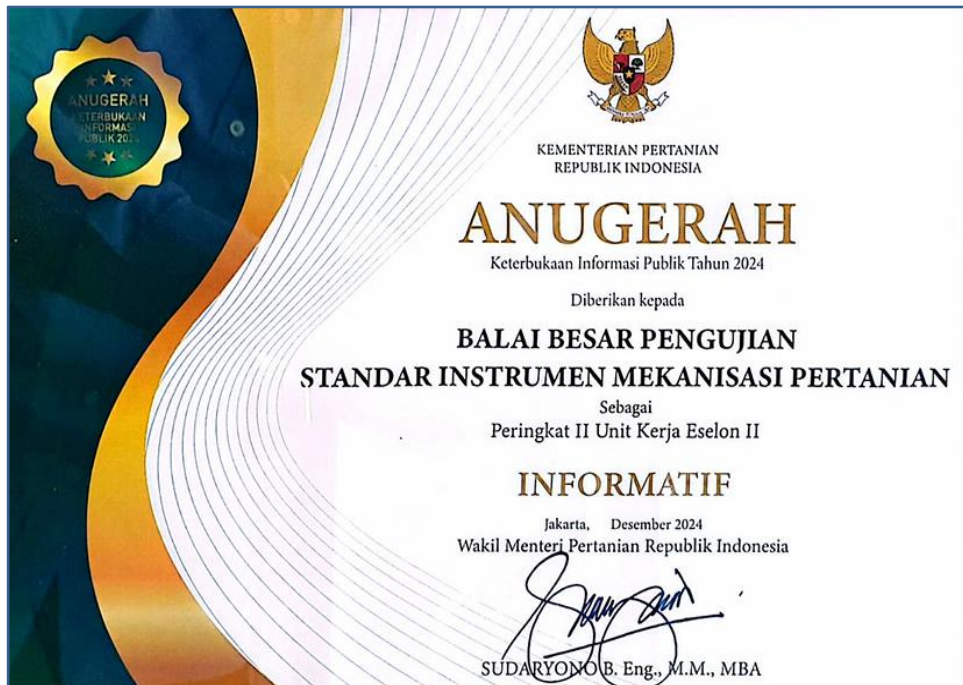 ANUGERAH
KETERBUKAAN
INFORMASI
PUBLIK 2024
KEMENTERIAN PERTANIAN
REPUBLIK INDONESIA
ANUGERAH
Keterbukaan Informasi Publik Tahun 2024
Diberikan kepada
BALAI BESAR PENGUJIAN
STANDAR INSTRUMEN MEKANISASI PERTANIAN
Sebagai
Peringkat II Unit Kerja Eselon II
INFORMATIF
Jakarta, Desember 2024
Wakil Menteri Pertanian Republik Indonesia
SUDARYONO B. Eng., M.M., MBA